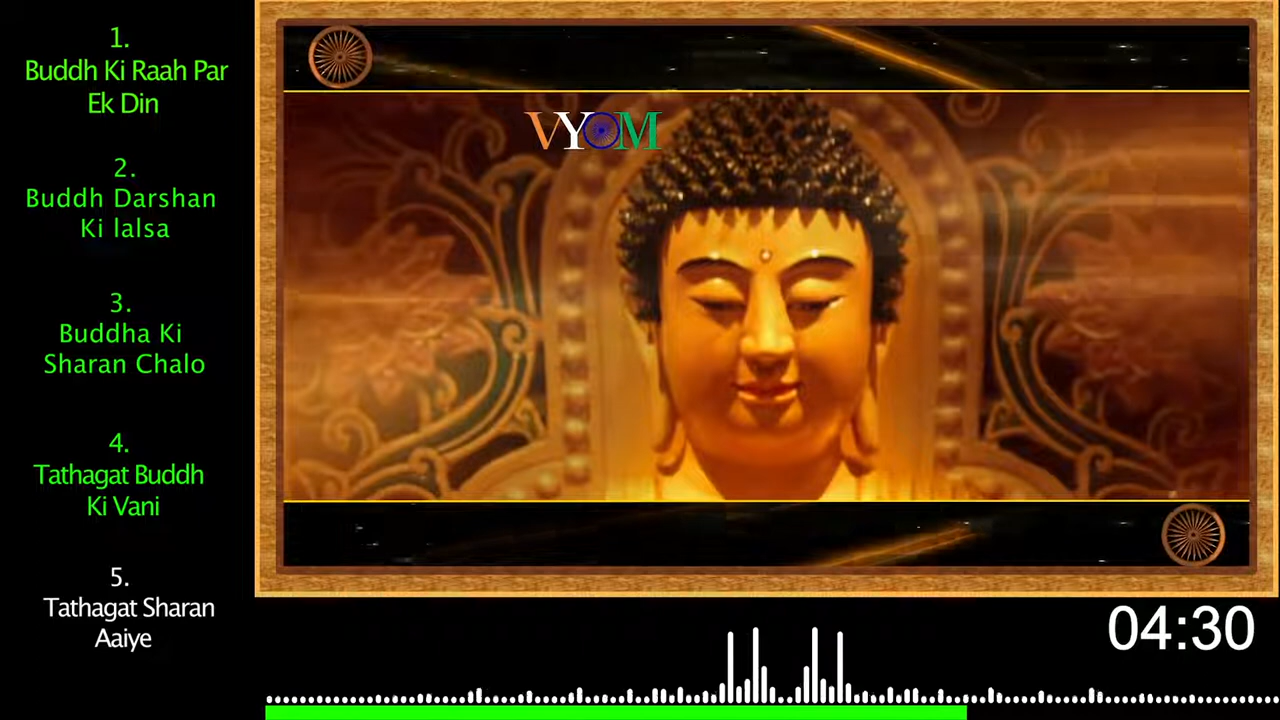 1.
Buddh Ki Raah Par
Ek Din
2.
Buddh Darshan
Ki lalsa
3.
Buddha Ki
Sharan Chalo
4.
Tathagat Buddh
Ki Vani
5.
Tathagat Sharan
Aaiye
VYOM
04:30